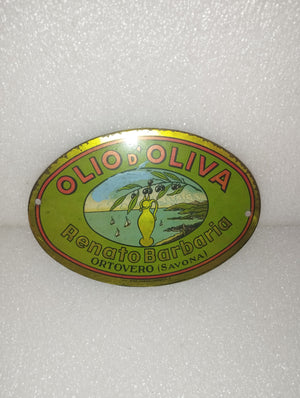 OLIO D'OLIVA
Renato Barbaria
ORTOVERO (SAVONA)